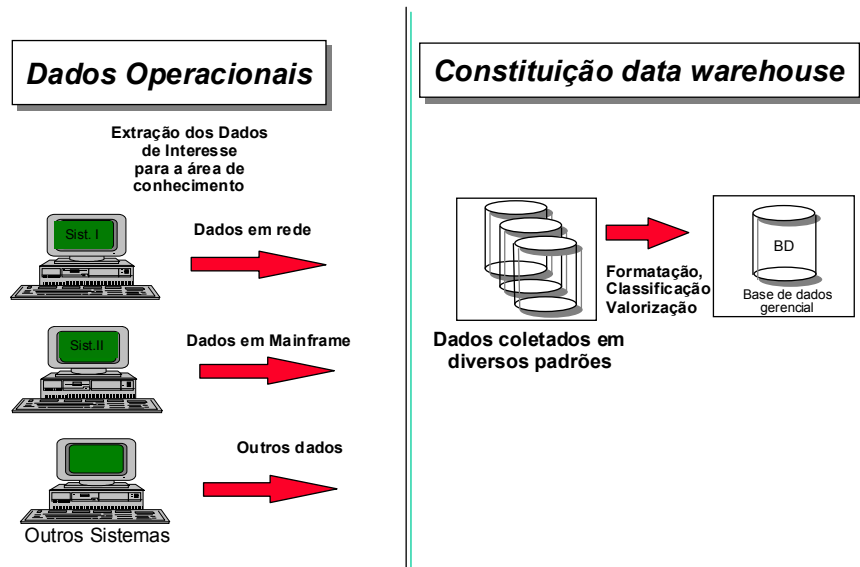 Dados Operacionais
Extração dos Dados
de Interesse
para a área de
conhecimento
Sist. I
Dados em rede
Sist.II
Dados em Mainframe
Outros dados
Outros Sistemas
Constituição data warehouse
Dados coletados em
diversos padrões
Formatação,
Classificação
Valorização
BD
Base de dados
gerencial